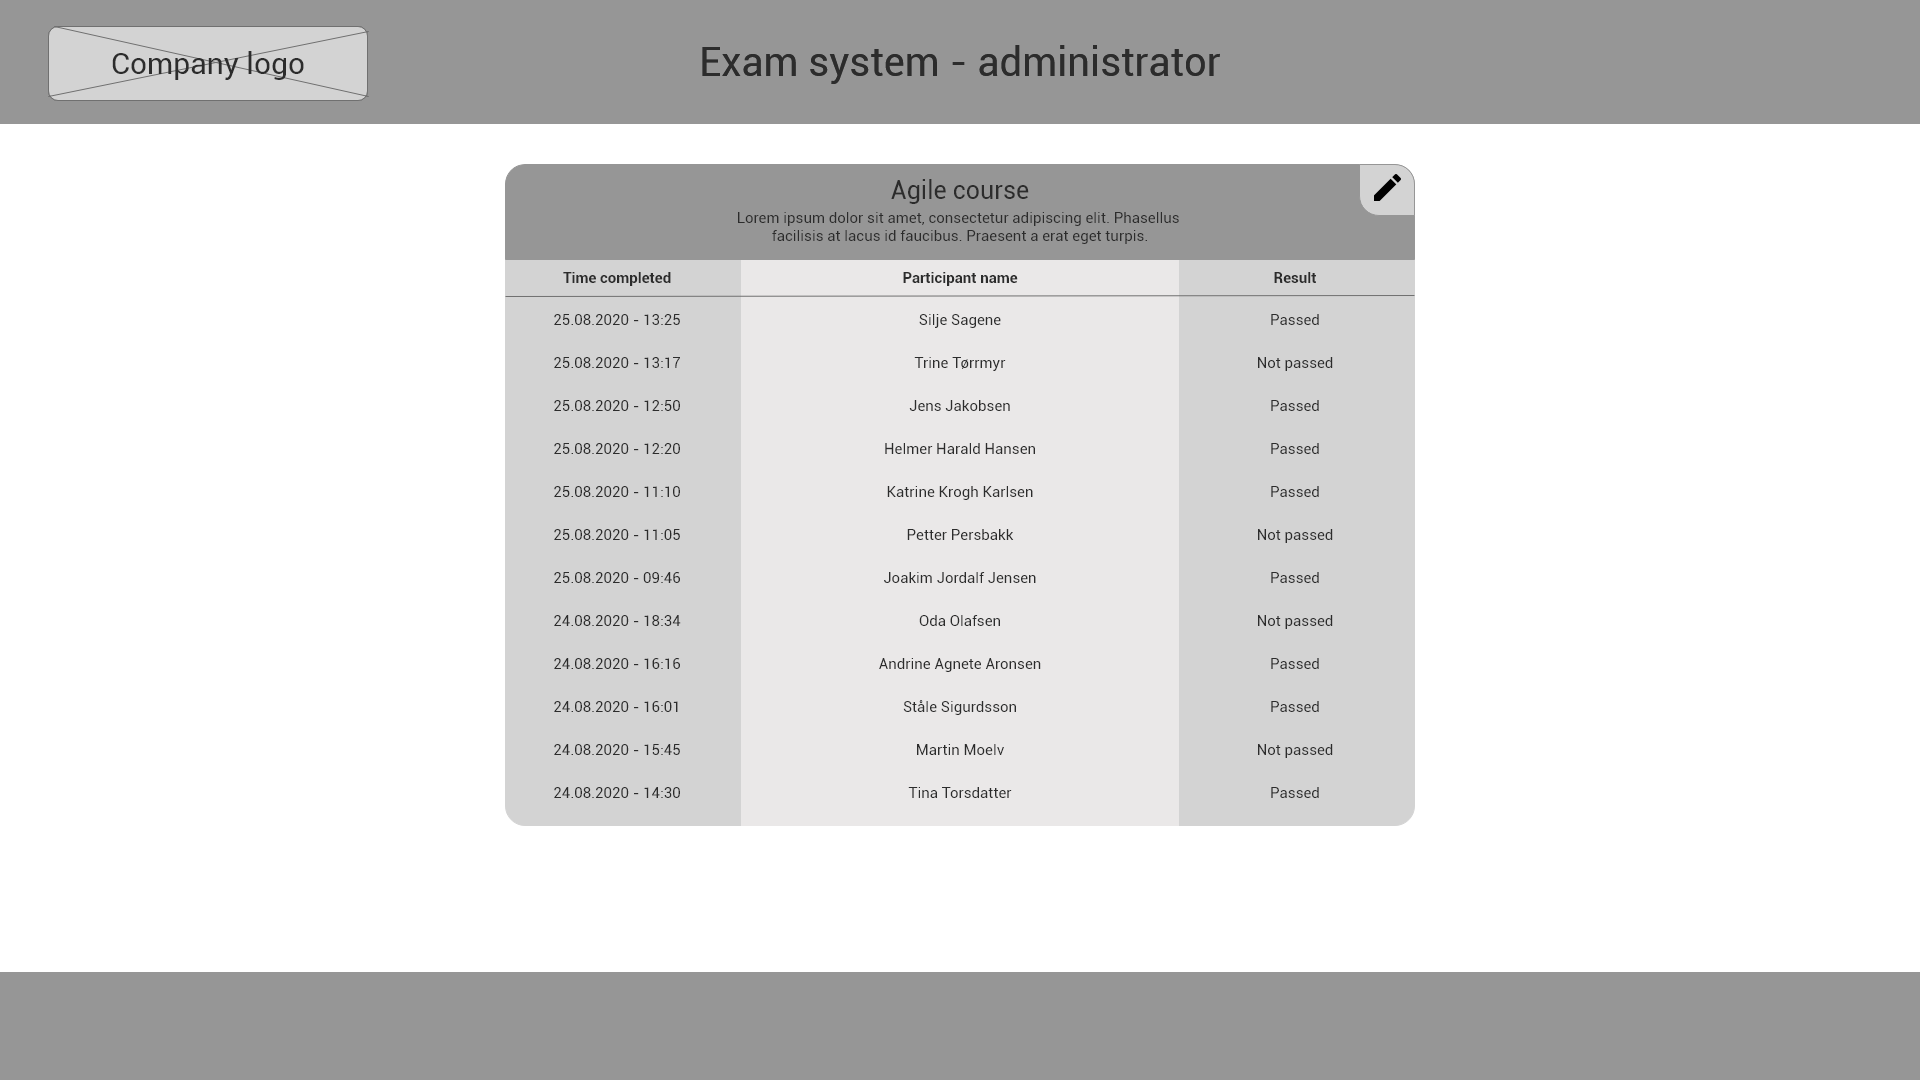 Company logo
Exam system - administrator
Agile course
Lorem ipsum dolor sit amet, consectetur adipiscing elit. Phasellus
facilisis at lacus id faucibus. Praesent a erat eget turpis.
Time completed Participant name Result
25.08.2020 - 13:25 Silje Sagene Passed
25.08.2020 - 13:17 Trine Tørrmyr Not passed
25.08.2020 - 12:50 Jens Jakobsen Passed
25.08.2020 - 12:20 Helmer Harald Hansen Passed
25.08.2020 - 11:10 Katrine Krogh Karlsen Passed
25.08.2020 - 11:05 Petter Persbakk Not passed
25.08.2020 - 09:46 Joakim Jordalf Jensen Passed
24.08.2020 - 18:34 Oda Olafsen Not passed
24.08.2020 - 16:16 Andrine Agnete Aronsen Passed
24.08.2020 - 16:01 Ståle Sigurdsson Passed
24.08.2020 - 15:45 Martin Moelv Not passed
24.08.2020 - 14:30 Tina Torsdatter Passed